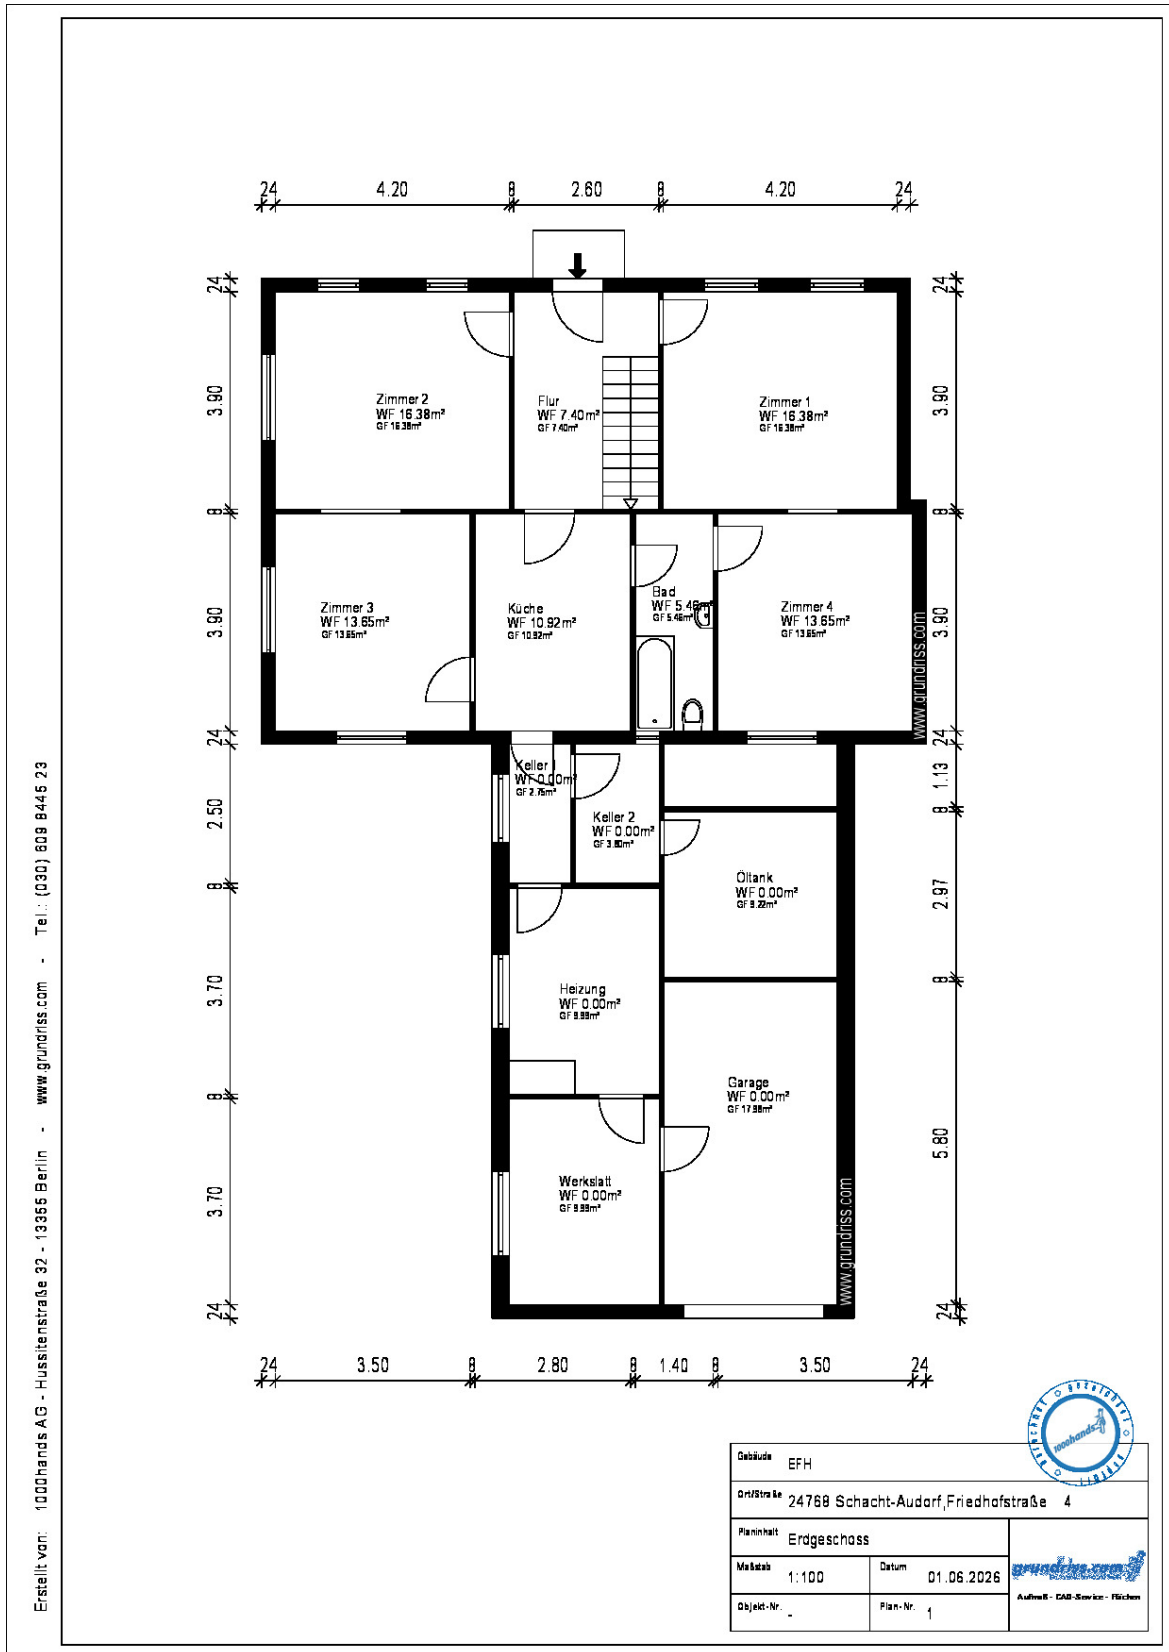 24 4.20 8 2.60 8 4.20 24
24
3.90
8
3.90
24
2.50
8
3.70
8
3.70
24
24
3.90
8
3.90
24
1.13
8
2.97
8
5.80
24
Zimmer 2
WF 16.38m²
GF 16.38m²
Flur
WF 7.40m²
GF 7.40m²
Zimmer 1
WF 16.38m²
GF 16.38m²
Zimmer 3
WF 13.65m²
GF 13.65m²
Küche
WF 10.92m²
GF 10.92m²
Bad
WF 5.46m²
GF 5.46m²
Zimmer 4
WF 13.65m²
GF 13.65m²
www.grundriss.com
Keller 1
WF 0.00m²
GF 2.75m²
Keller 2
WF 0.00m²
GF 3.80m²
Öltank
WF 0.00m²
GF 9.22m²
Heizung
WF 0.00m²
GF 9.99m²
Garage
WF 0.00m²
GF 17.98m²
Werkstatt
WF 0.00m²
GF 9.99m²
www.grundriss.com
24 3.50 8 2.80 8 1.40 8 3.50 24
Erstellt von: 1000hands AG - Hussitenstraße 32 - 13355 Berlin - www.grundriss.com - Tel.: (030) 609 8445 23
1000hands
Gebäude EFH
Ort/Straße 24768 Schacht-Audorf,Friedhofstraße 4
Planinhalt Erdgeschoss
Maßstab 1:100 Datum 01.06.2026
Objekt-Nr. - Plan-Nr. 1
grundriss.com
Aufmaß - CAD-Service - Flächen